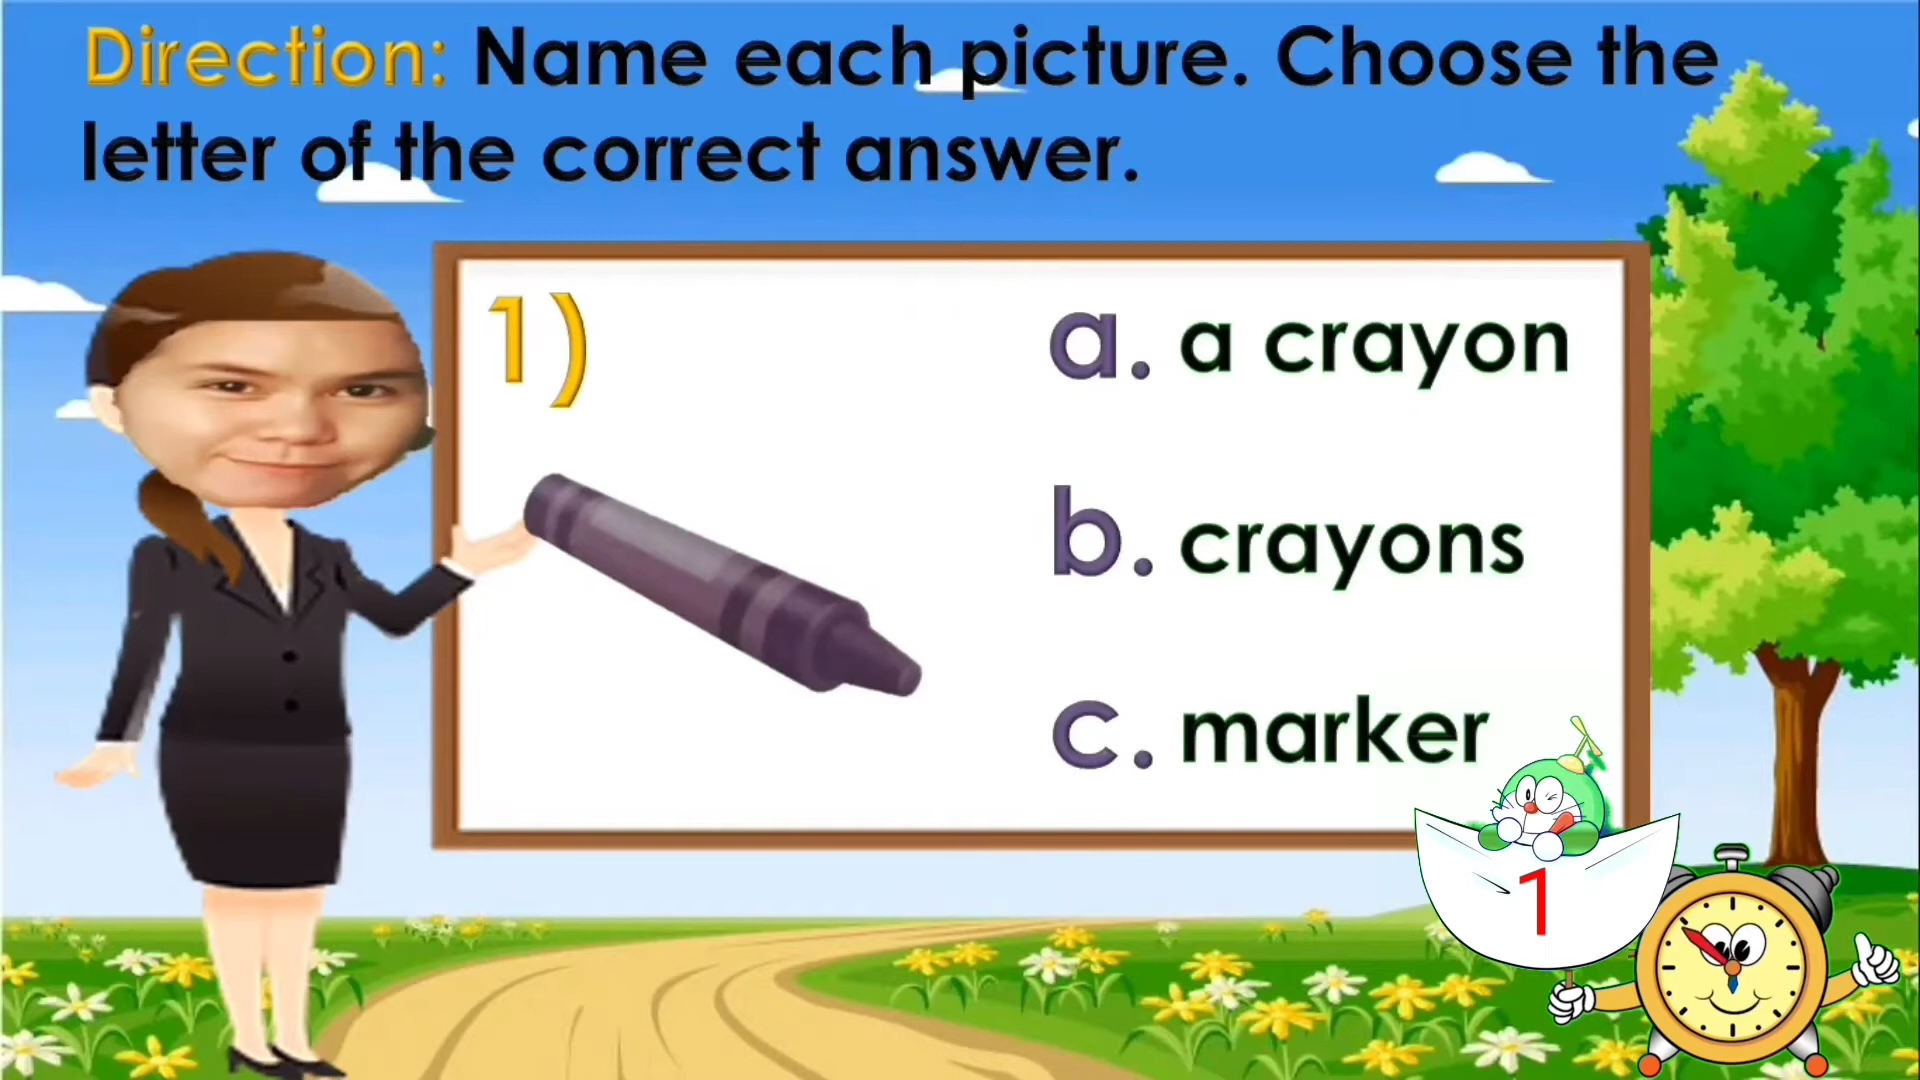 Direction: Name each picture. Choose the
letter of the correct answer.
1)
a. a crayon
b. crayons
c. marker
1